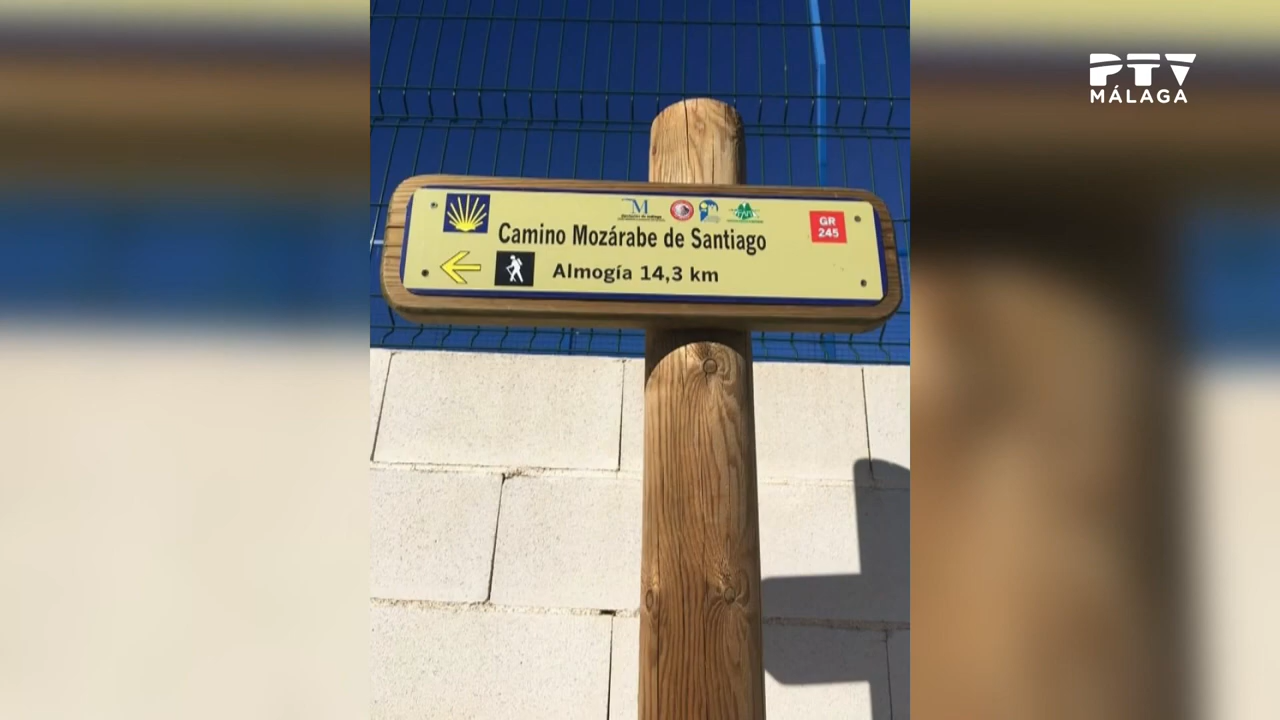 PTV
MÁLAGA
M
GR
245
Camino Mozárabe de Santiago
Almogía 14,3 km